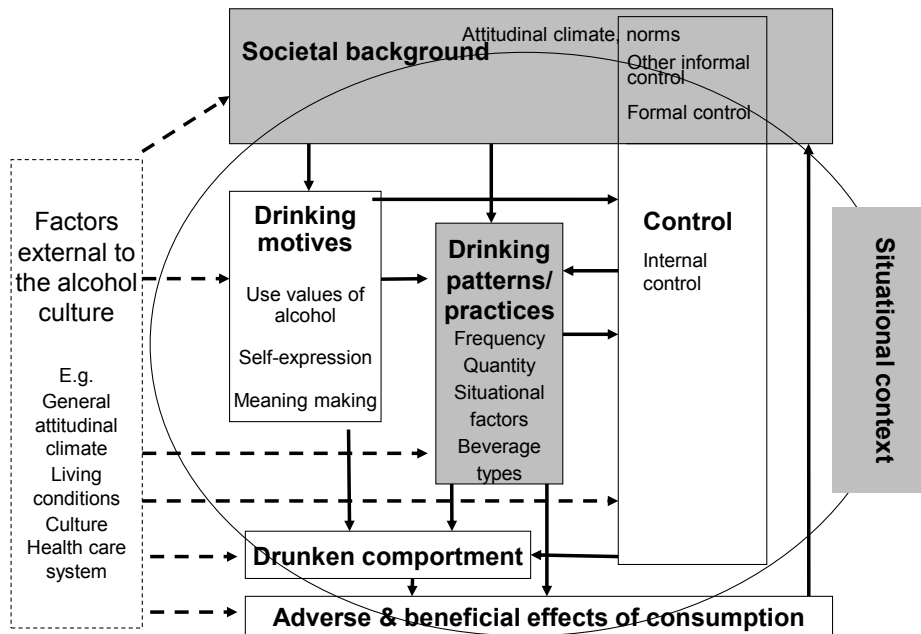 Societal background
Attitudinal climate, norms
Other informal
control
Formal control
Factors
external to
the alcohol
culture
E.g.
General
attitudinal
climate
Living
conditions
Culture
Health care
system
Drinking
motives
Use values of
alcohol
Self-expression
Meaning making
Drinking
patterns/
practices
Frequency
Quantity
Situational
factors
Beverage
types
Control
Internal
control
Situational context
Drunken comportment
Adverse & beneficial effects of consumption